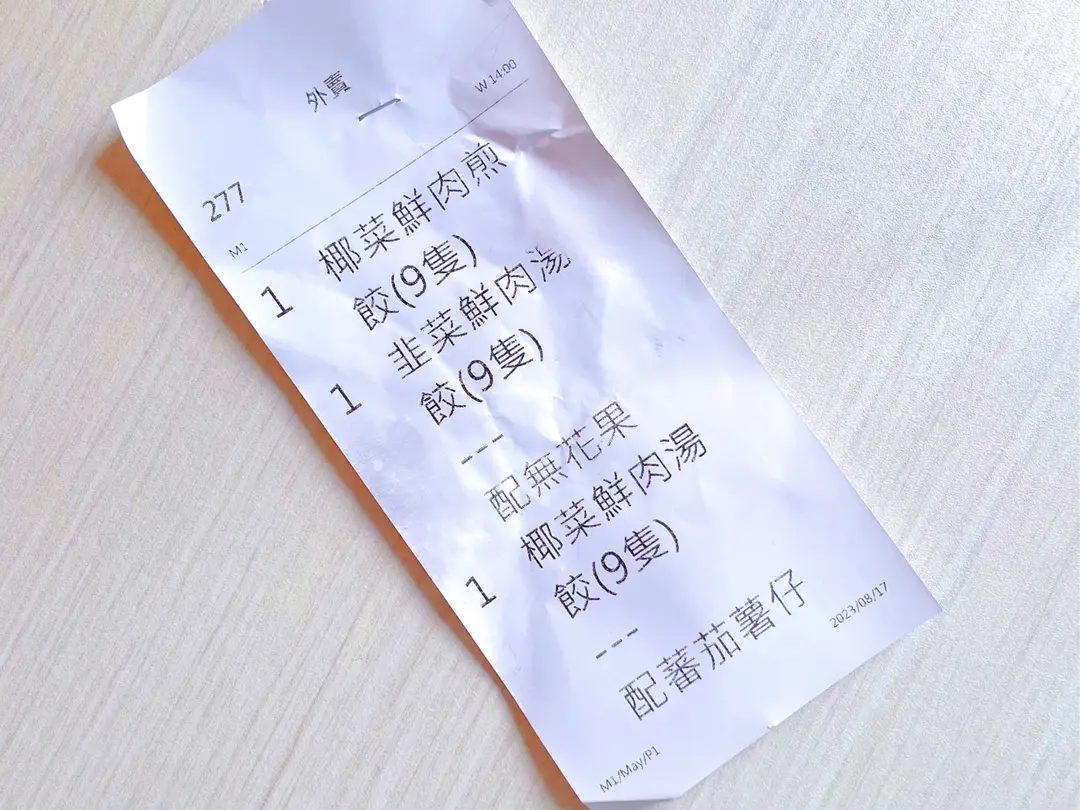 外賣
W 14:00
277
M1
1 椰菜鮮肉煎
餃(9隻)
1 韭菜鮮肉湯
餃(9隻)
---
配無花果
1 椰菜鮮肉湯
餃(9隻)
---
配蕃茄薯仔
2023/08/17
M1/May/P1